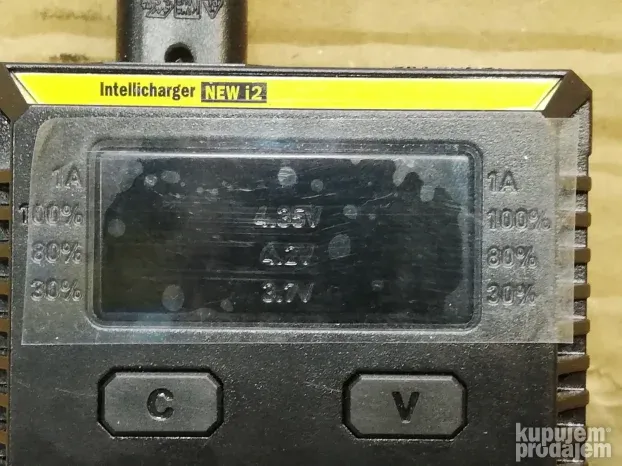 Intellicharger NEW i2
1A 1A
100% 4.35V 100%
80% 4.2V 80%
30% 3.7V 30%
C V
kupujem
prodajem